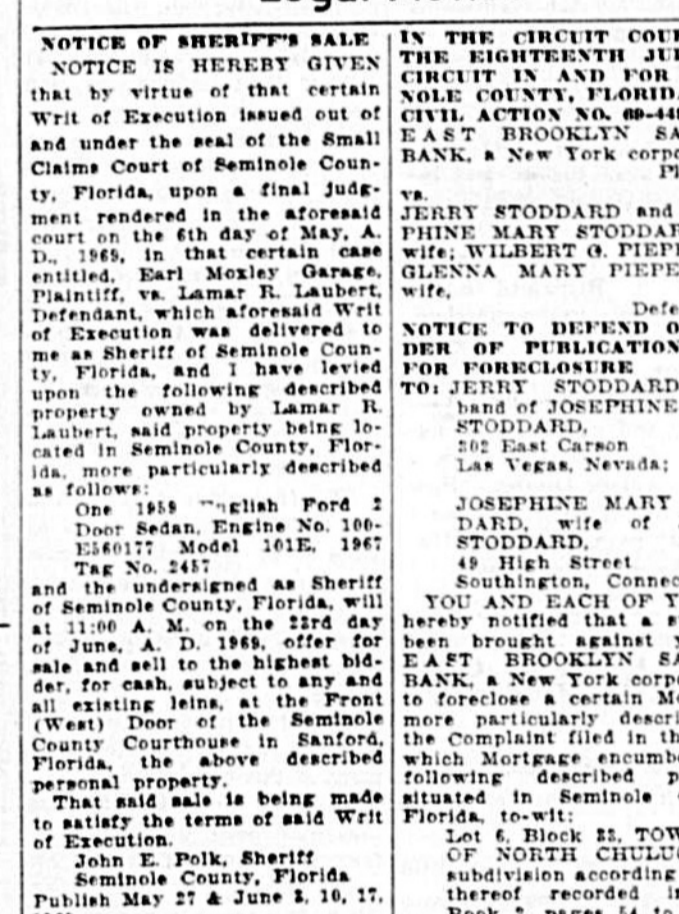 NOTICE OF SHERIFF'S SALE
NOTICE IS HEREBY GIVEN
that by virtue of that certain
Writ of Execution issued out of
and under the seal of the Small
Claims Court of Seminole Coun-
ty, Florida, upon a final judg-
ment rendered in the aforesaid
court on the 6th day of May, A.
D., 1969, in that certain case
entitled, Earl Moxley Garage,
Plaintiff, vs. Lamar R. Laubert,
Defendant, which aforesaid Writ
of Execution was delivered to
me as Sheriff of Seminole Coun-
ty, Florida, and I have levied
upon the following described
property owned by Lamar R.
Laubert, said property being lo-
cated in Seminole County, Flor-
ida, more particularly described
as follows:
One 1959 English Ford 2
Door Sedan, Engine No. 100-
E560177 Model 101E, 1967
Tag No. 2457
and the undersigned as Sheriff
of Seminole County, Florida, will
at 11:00 A. M. on the 23rd day
of June, A. D. 1969, offer for
sale and sell to the highest bid-
der, for cash, subject to any and
all existing leins, at the Front
(West) Door of the Seminole
County Courthouse in Sanford,
Florida, the above described
personal property.
That said sale is being made
to satisfy the terms of said Writ
of Execution.
John E. Polk, Sheriff
Seminole County, Florida
Publish May 27 & June 3, 10, 17,
IN THE CIRCUIT COU
THE EIGHTEENTH JU
CIRCUIT IN AND FOR
NOLE COUNTY, FLORIDA
CIVIL ACTION NO. 69-44
EAST BROOKLYN SA
BANK, a New York corp
Pl
vs.
JERRY STODDARD and
PHINE MARY STODDAR
wife; WILBERT G. PIEP
GLENNA MARY PIEPE
wife,
Defe
NOTICE TO DEFEND O
DER OF PUBLICATION
FOR FORECLOSURE
TO: JERRY STODDARD
band of JOSEPHINE
STODDARD,
302 East Carson
Las Vegas, Nevada;
JOSEPHINE MARY
DARD, wife of
STODDARD,
49 High Street
Southington, Connec
YOU AND EACH OF Y
hereby notified that a s
been brought against y
EAST BROOKLYN SA
BANK, a New York corp
to foreclose a certain Mo
more particularly descri
the Complaint filed in th
which Mortgage encumb
following described p
situated in Seminole
Florida, to-wit:
Lot 6, Block 33, TOW
OF NORTH CHULUO
subdivision according
thereof recorded i